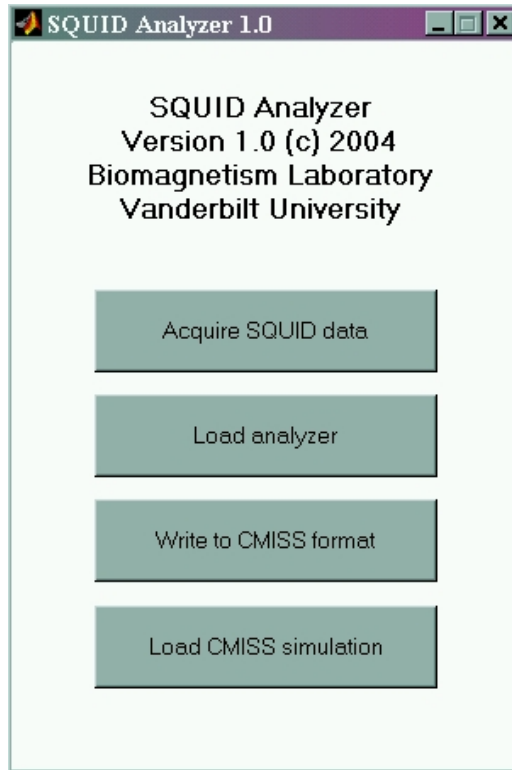 SQUID Analyzer 1.0
SQUID Analyzer
Version 1.0 (c) 2004
Biomagnetism Laboratory
Vanderbilt University
Acquire SQUID data
Load analyzer
Write to CMISS format
Load CMISS simulation